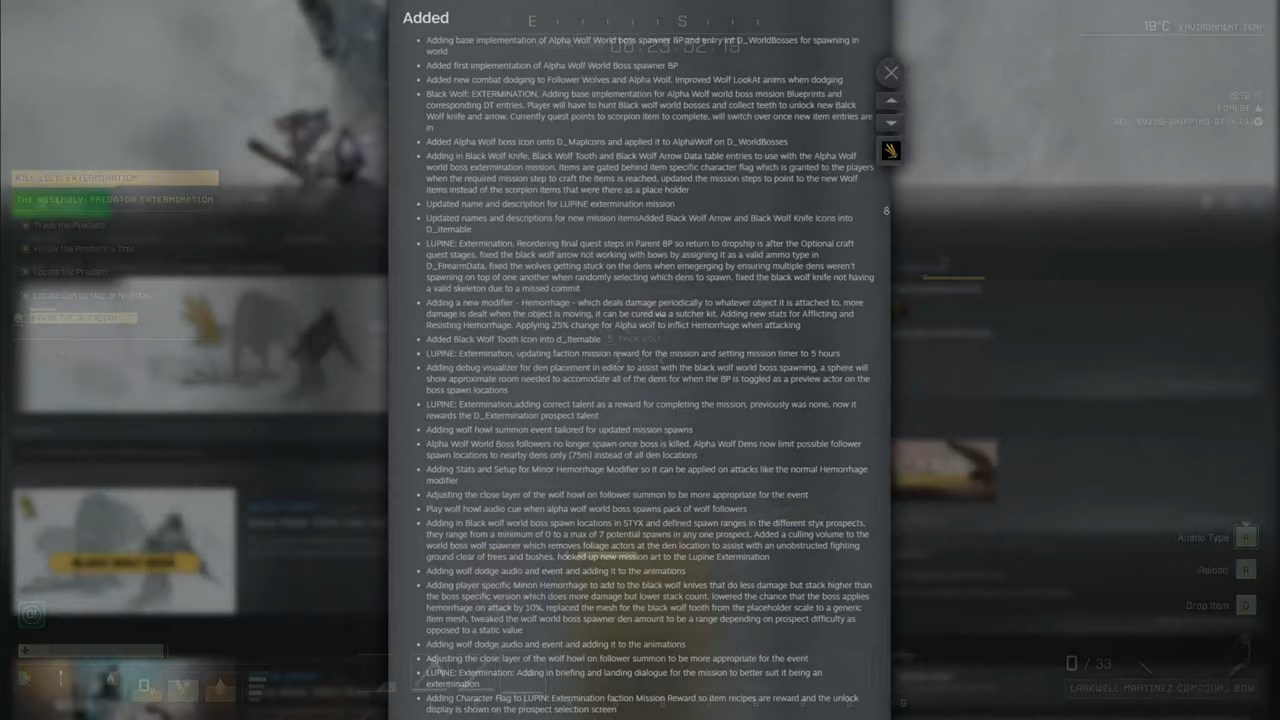 Added
E
S
Adding base implementation of Alpha Wolf World boss spawner BP and entry int D_WorldBosses for spawning in
world
Added first implementation of Alpha Wolf World Boss spawner BP
Added new combat dodging to Follower Wolves and Alpha Wolf. Improved Wolf LookAt anims when dodging
Black Wolf: EXTERMINATION, Adding base implementation for Alpha Wolf world boss mission Blueprints and
corresponding DT entries. Player will have to hunt Black wolf world bosses and collect teeth to unlock new Balck
Wolf knife and arrow. Currently quest points to scorpion item to complete, will switch over once new item entries are
in
Added Alpha Wolf boss icon onto D_MapIcons and applied it to AlphaWolf on D_WorldBosses
Adding in Black Wolf Knife, Black Wolf Tooth and Black Wolf Arrow Data table entries to use with the Alpha Wolf
world boss extermination mission. Items are gated behind item specific character flag which is granted to the players
when the required mission step to craft the items is reached, updated the mission steps to point to the new Wolf
items instead of the scorpion items that were there as a place holder
Updated name and description for LUPINE extermination mission
Updated names and descriptions for new mission itemsAdded Black Wolf Arrow and Black Wolf Knife Icons into
D_Itemable
LUPINE: Extermination, Reordering final quest steps in Parent BP so return to dropship is after the Optional craft
quest stages, fixed the black wolf arrow not working with bows by assigning it as a valid ammo type in
D_FirearmData, fixed the wolves getting stuck on the dens when emegerging by ensuring multiple dens weren't
spawning on top of one another when randomly selecting which dens to spawn, fixed the black wolf knife not having
a valid skeleton due to a missed commit
Adding a new modifier - Hemorrhage - which deals damage periodically to whatever object it is attached to, more
damage is dealt when the object is moving, it can be cured via a sutcher kit. Adding new stats for Afflicting and
Resisting Hemorrhage. Applying 25% change for Alpha wolf to inflict Hemorrhage when attacking
Added Black Wolf Tooth Icon into d_Itemable
LUPINE: Extermination, updating faction mission reward for the mission and setting mission timer to 5 hours
Adding debug visualizer for den placement in editor to assist with the black wolf world boss spawning, a sphere will
show approximate room needed to accomodate all of the dens for when the BP is toggled as a preview actor on the
boss spawn locations
LUPINE: Extermination,adding correct talent as a reward for completing the mission, previously was none, now it
rewards the D_Extermination prospect talent
Adding wolf howl summon event tailored for updated mission spawns
Alpha Wolf World Boss followers no longer spawn once boss is killed. Alpha Wolf Dens now limit possible follower
spawn locations to nearby dens only (75m) instead of all den locations
Adding Stats and Setup for Minor Hemorrhage Modifier so it can be applied on attacks like the normal Hemorrhage
modifier
Adjusting the close layer of the wolf howl on follower summon to be more appropriate for the event
Play wolf howl audio cue when alpha wolf world boss spawns pack of wolf followers
Adding in Black wolf world boss spawn locations in STYX and defined spawn ranges in the different styx prospects,
they range from a minimum of 0 to a max of 7 potential spawns in any one prospect. Added a culling volume to the
world boss wolf spawner which removes foliage actors at the den location to assist with an unobstructed fighting
ground clear of trees and bushes, hooked up new mission art to the Lupine Extermination
Adding wolf dodge audio and event and adding it to the animations
Adding player specific Minon Hemorrhage to add to the black wolf knives that do less damage but stack higher than
the boss specific version which does more damage but lower stack count, lowered the chance that the boss applies
hemorrhage on attack by 10%, replaced the mesh for the black wolf tooth from the placeholder scale to a generic
item mesh, tweaked the wolf world boss spawner den amount to be a range depending on prospect difficulty as
opposed to a static value
Adding wolf dodge audio and event and adding it to the animations
Adjusting the close layer of the wolf howl on follower summon to be more appropriate for the event
LUPINE: Extermination: Adding in briefing and landing dialogue for the mission to better suit it being an
extermination
Adding Character Flag to LUPIN: Extermination faction Mission Reward so item recipes are reward and the unlock
display is shown on the prospect selection screen
19°C ENVIRONMENT TEMP
19:19
FOREST
KILL LIST: EXTERMINATION
THE ASSEMBLY: PREDATOR EXTERMINATION
Track the Predator
Follow the Predator's Trail
Locate the Predator
Ammo Type R
Reload R
Drop Item O
0 / 33
LARKWELL MARTINEZ COMPOUND BOW